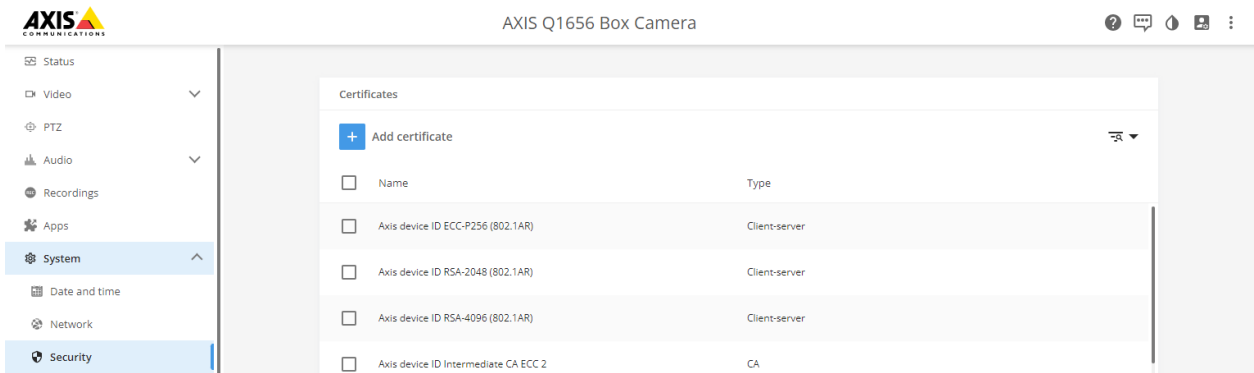 AXIS
COMMUNICATIONS
AXIS Q1656 Box Camera
Status
Video
PTZ
Audio
Recordings
Apps
System
Date and time
Network
Security
Certificates
Add certificate
Name Type
Axis device ID ECC-P256 (802.1AR) Client-server
Axis device ID RSA-2048 (802.1AR) Client-server
Axis device ID RSA-4096 (802.1AR) Client-server
Axis device ID Intermediate CA ECC 2 CA